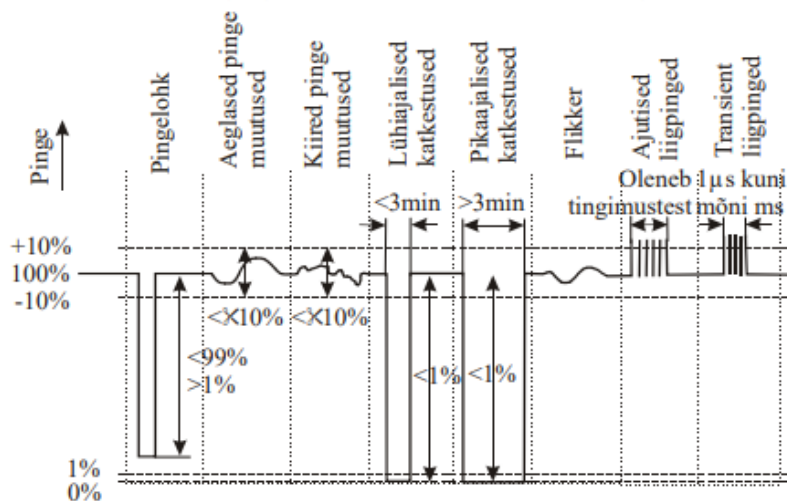 Pinge
Pingelohk
Aeglased pinge
muutused
Kiired pinge
muutused
Lühiajalised
katkestused
Pikaajalised
katkestused
Flikker
Ajutised
liigpinged
Transient
liigpinged
<3min
>3min
Oleneb
tingimustest
1µs kuni
mõni ms
+10%
100%
-10%
<99%
>1%
<10%
<10%
<1%
<1%
1%
0%